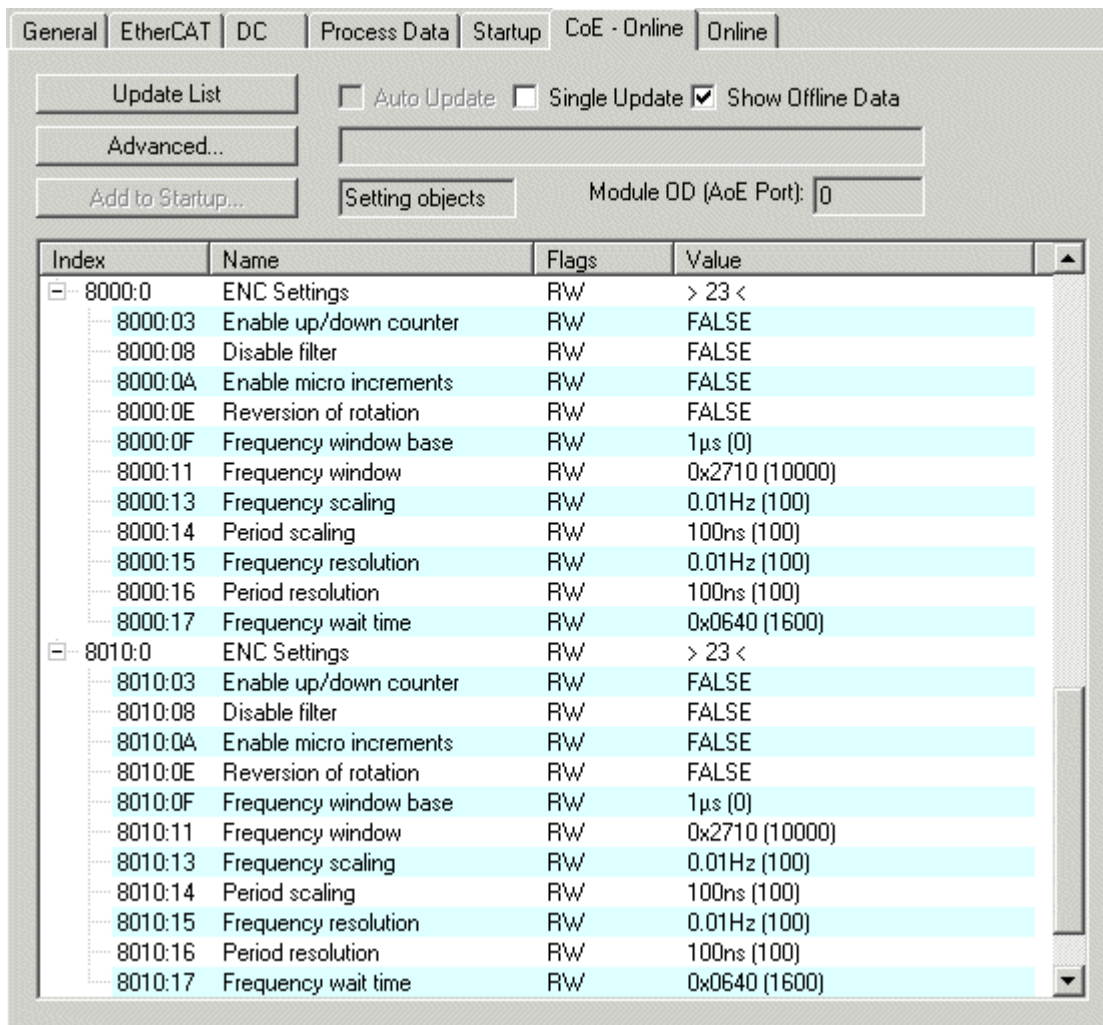 General EtherCAT DC Process Data Startup CoE - Online Online
Update List Auto Update Single Update Show Offline Data
Advanced...
Add to Startup... Setting objects Module OD (AoE Port): 0
Index Name Flags Value
8000:0 ENC Settings RW > 23 <
8000:03 Enable up/down counter RW FALSE
8000:08 Disable filter RW FALSE
8000:0A Enable micro increments RW FALSE
8000:0E Reversion of rotation RW FALSE
8000:0F Frequency window base RW 1µs (0)
8000:11 Frequency window RW 0x2710 (10000)
8000:13 Frequency scaling RW 0.01Hz (100)
8000:14 Period scaling RW 100ns (100)
8000:15 Frequency resolution RW 0.01Hz (100)
8000:16 Period resolution RW 100ns (100)
8000:17 Frequency wait time RW 0x0640 (1600)
8010:0 ENC Settings RW > 23 <
8010:03 Enable up/down counter RW FALSE
8010:08 Disable filter RW FALSE
8010:0A Enable micro increments RW FALSE
8010:0E Reversion of rotation RW FALSE
8010:0F Frequency window base RW 1µs (0)
8010:11 Frequency window RW 0x2710 (10000)
8010:13 Frequency scaling RW 0.01Hz (100)
8010:14 Period scaling RW 100ns (100)
8010:15 Frequency resolution RW 0.01Hz (100)
8010:16 Period resolution RW 100ns (100)
8010:17 Frequency wait time RW 0x0640 (1600)